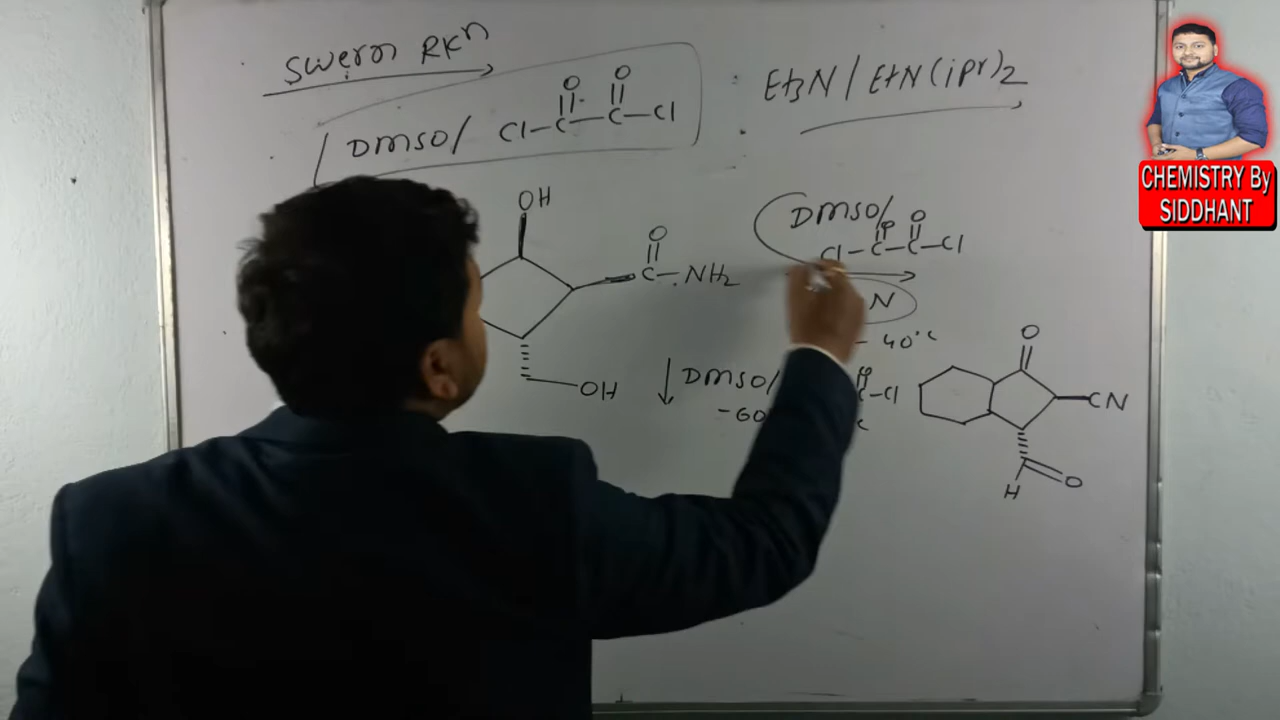 Swern RKⁿ
DMSO/ Cl-C-C-Cl
O O
: Et3N / EtN(iPr)2
OH
O
C-NH2
OH
DMSO/
O O
Cl-C-C-Cl
N
- 40°C
↓ DMSO/
O
C-Cl
-60
C
O
CN
H O
CHEMISTRY By
SIDDHANT